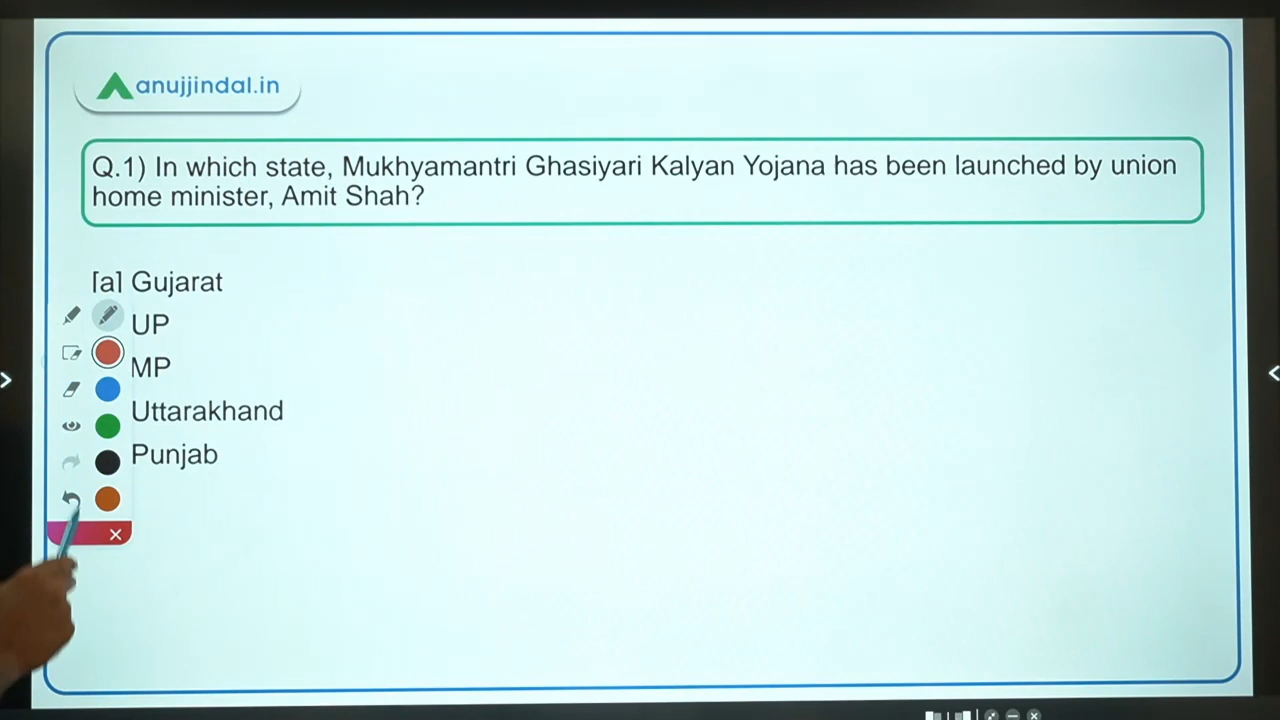 anujjindal.in
Q.1) In which state, Mukhyamantri Ghasiyari Kalyan Yojana has been launched by union
home minister, Amit Shah?
[a] Gujarat
UP
MP
Uttarakhand
Punjab